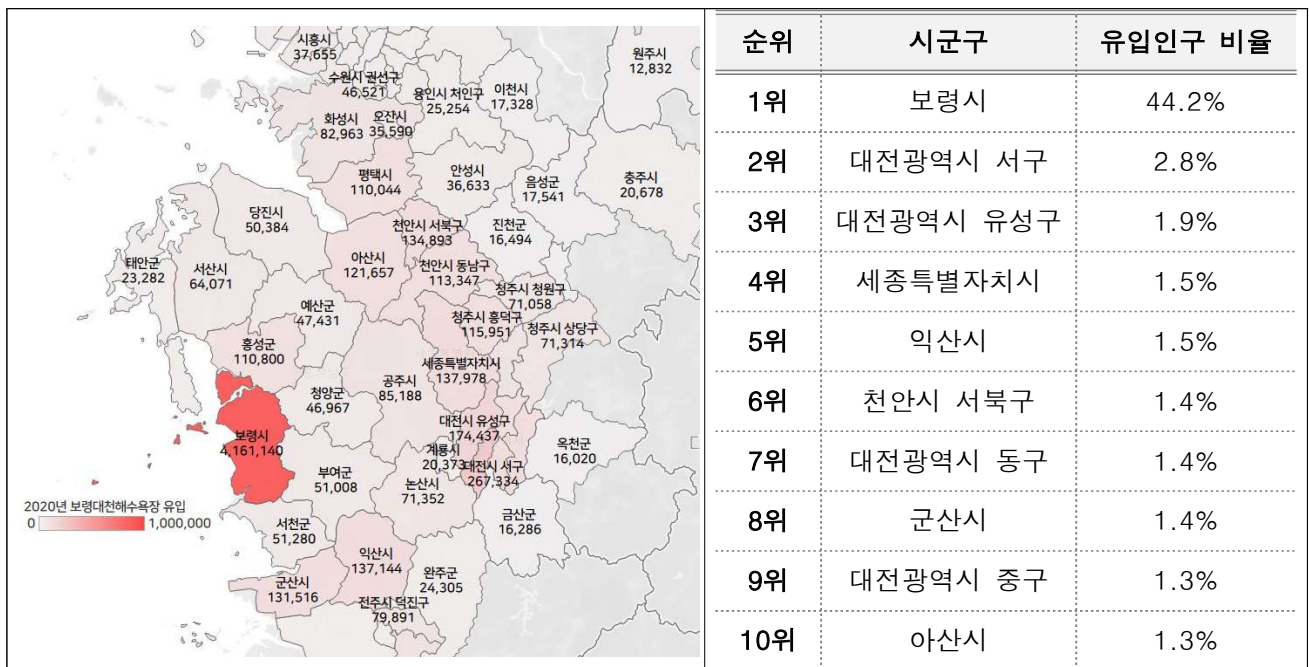 시흥시
37,655
원주시
12,832
수원시 권선구
46,521
용인시 처인구
25,254
이천시
17,328
화성시
82,963
오산시
35,590
평택시
110,044
안성시
36,633
음성군
17,541
충주시
20,678
당진시
50,384
천안시 서북구
134,893
진천군
16,494
태안군
23,282
서산시
64,071
아산시
121,657
천안시 동남구
113,347
청주시 청원구
71,058
예산군
47,431
청주시 흥덕구
115,951
청주시 상당구
71,314
홍성군
110,800
세종특별자치시
137,978
청양군
46,967
공주시
85,188
보령시
4,161,140
대전시 유성구
174,437
계룡시
20,373
대전시 서구
267,334
옥천군
16,020
부여군
51,008
논산시
71,352
금산군
16,286
2020년 보령대천해수욕장 유입
0 1,000,000
서천군
51,280
익산시
137,144
완주군
24,305
군산시
131,516
전주시 덕진구
79,891
순위 시군구 유입인구 비율
1위 보령시 44.2%
2위 대전광역시 서구 2.8%
3위 대전광역시 유성구 1.9%
4위 세종특별자치시 1.5%
5위 익산시 1.5%
6위 천안시 서북구 1.4%
7위 대전광역시 동구 1.4%
8위 군산시 1.4%
9위 대전광역시 중구 1.3%
10위 아산시 1.3%